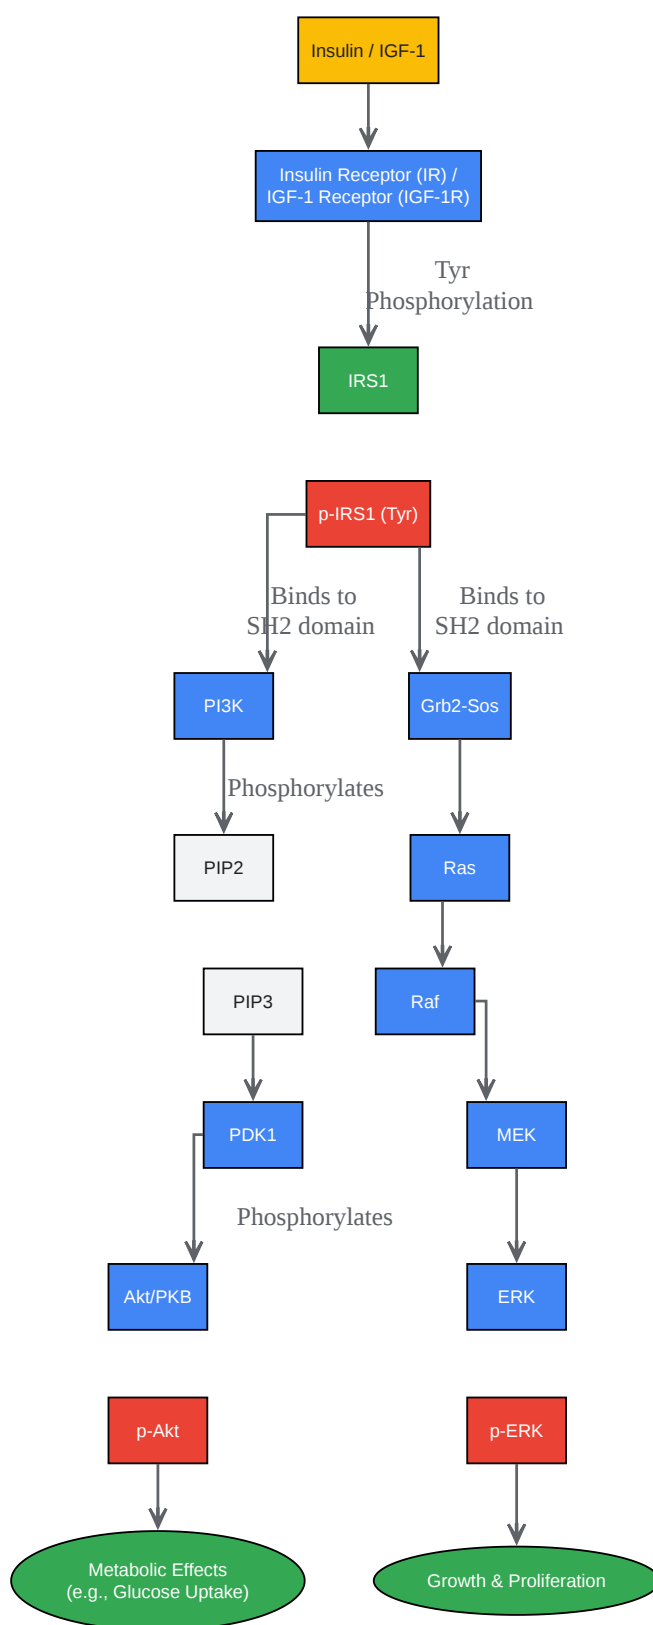 Insulin / IGF-1
Insulin Receptor (IR) /
IGF-1 Receptor (IGF-1R)
Tyr
Phosphorylation
IRS1
p-IRS1 (Tyr)
Binds to
SH2 domain
Binds to
SH2 domain
PI3K
Grb2-Sos
Phosphorylates
PIP2
Ras
PIP3
Raf
PDK1
MEK
Phosphorylates
Akt/PKB
ERK
p-Akt
p-ERK
Metabolic Effects
(e.g., Glucose Uptake)
Growth & Proliferation